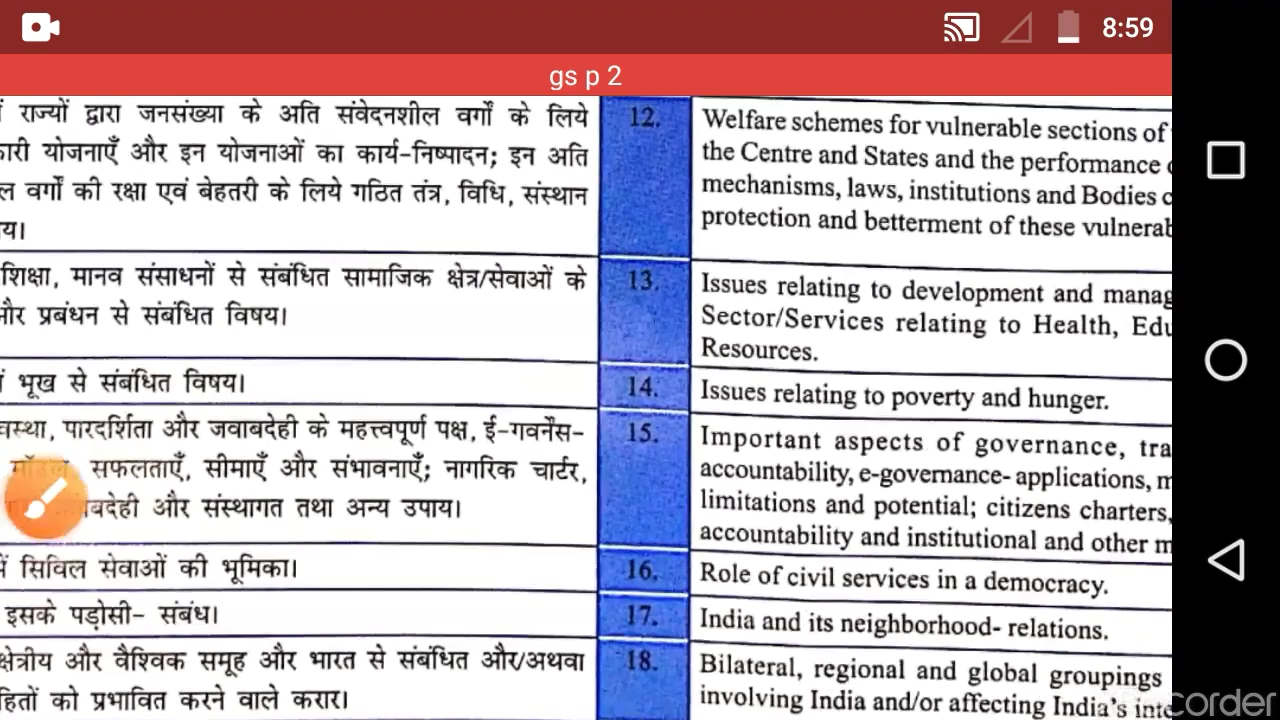 8:59
gs p 2
राज्यों द्वारा जनसंख्या के अति संवेदनशील वर्गों के लिये
योजनाएँ और इन योजनाओं का कार्य-निष्पादन; इन अति
वर्गों की रक्षा एवं बेहतरी के लिये गठित तंत्र, विधि, संस्थान
12.
Welfare schemes for vulnerable sections of
the Centre and States and the performance
mechanisms, laws, institutions and Bodies
protection and betterment of these
शिक्षा, मानव संसाधनों से संबंधित सामाजिक क्षेत्र/सेवाओं के
और प्रबंधन से संबंधित विषय।
13.
Issues relating to development and
Sector/Services relating to Health,
Resources.
भूख से संबंधित विषय।
14.
Issues relating to poverty and hunger.
पारदर्शिता और जवाबदेही के महत्त्वपूर्ण पक्ष, ई-गवर्नेंस-
सफलताएँ, सीमाएँ और संभावनाएँ; नागरिक चार्टर,
और संस्थागत तथा अन्य उपाय।
15.
Important aspects of governance,
accountability, e-governance- applications,
limitations and potential; citizens charters,
accountability and institutional and other
में सिविल सेवाओं की भूमिका।
16.
Role of civil services in a democracy.
इसके पड़ोसी- संबंध।
17.
India and its neighborhood- relations.
क्षेत्रीय और वैश्विक समूह और भारत से संबंधित और/अथवा
हितों को प्रभावित करने वाले करार।
18.
Bilateral, regional and global groupings
involving India and/or affecting India's